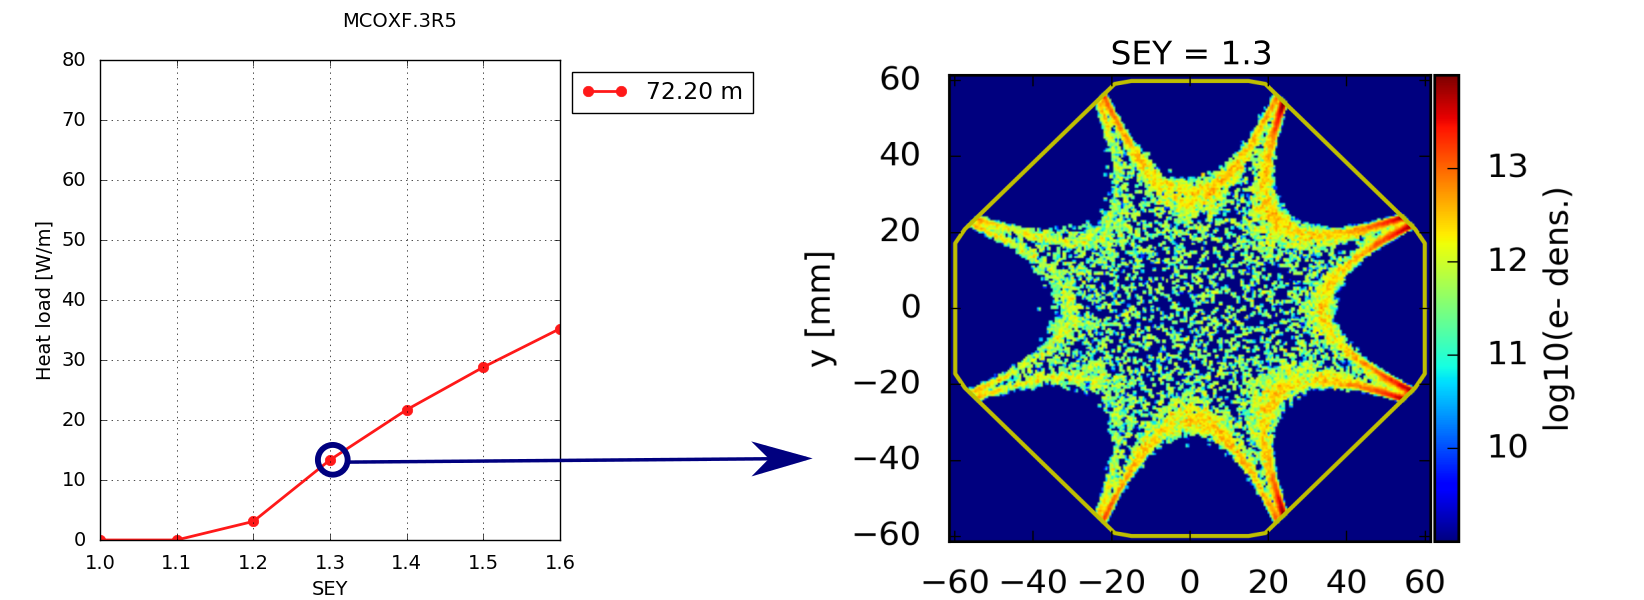 MCOXF.3R5
80
70
60
50
40
30
20
10
0
Heat load [W/m]
1.0 1.1 1.2 1.3 1.4 1.5 1.6
SEY
72.20 m
SEY = 1.3
60
40
20
0
−20
−40
−60
y [mm]
−60 −40 −20 0 20 40 60
13
12
11
10
log10(e- dens.)